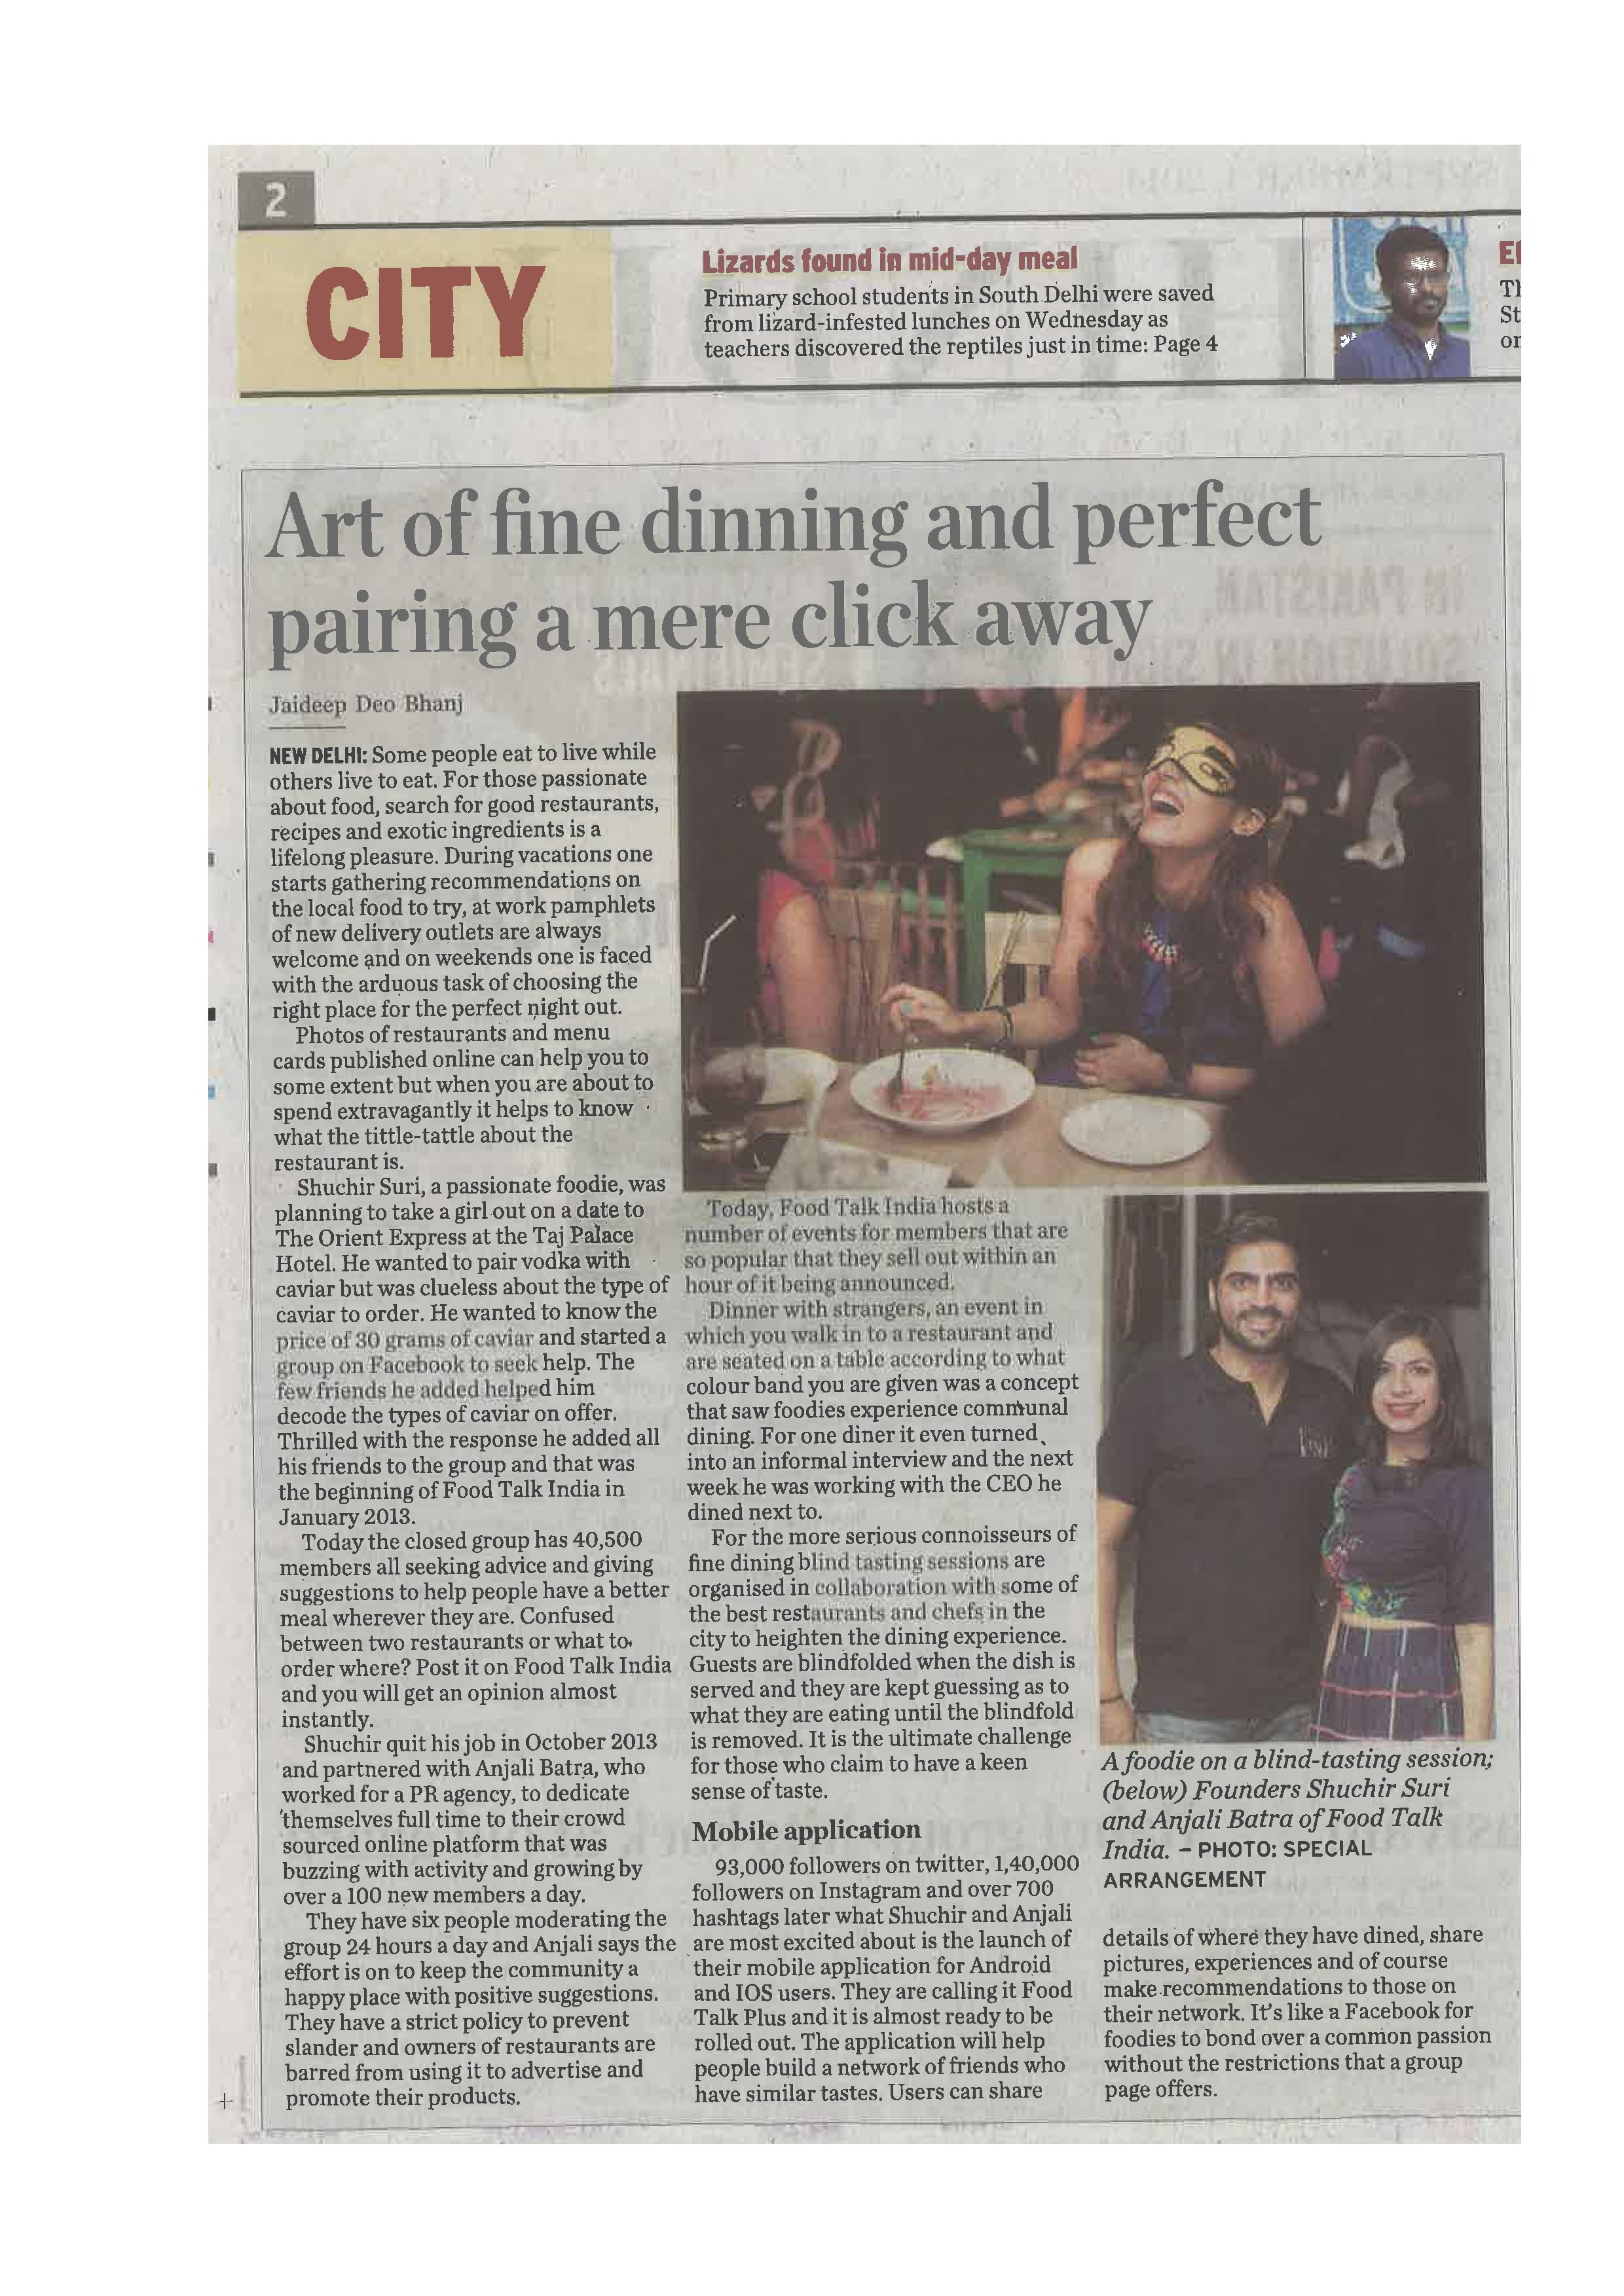 2
CITY
Lizards found in mid-day meal
Primary school students in South Delhi were saved
from lizard-infested lunches on Wednesday as
teachers discovered the reptiles just in time: Page 4
St
or
Art of fine dinning and perfect
pairing a mere click away
Jaideep Deo Bhanj
NEW DELHI: Some people eat to live while
others live to eat. For those passionate
about food, search for good restaurants,
recipes and exotic ingredients is a
lifelong pleasure. During vacations one
starts gathering recommendations on
the local food to try, at work pamphlets
of new delivery outlets are always
welcome and on weekends one is faced
with the arduous task of choosing the
right place for the perfect night out.
Photos of restaurants and menu
cards published online can help you to
some extent but when you are about to
spend extravagantly it helps to know
what the tittle-tattle about the
restaurant is.
Shuchir Suri, a passionate foodie, was
planning to take a girl out on a date to
The Orient Express at the Taj Palace
Hotel. He wanted to pair vodka with
caviar but was clueless about the type of
caviar to order. He wanted to know the
price of 30 grams of caviar and started a
group on Facebook to seek help. The
few friends he added helped him
decode the types of caviar on offer.
Thrilled with the response he added all
his friends to the group and that was
the beginning of Food Talk India in
January 2013.
Today the closed group has 40,500
members all seeking advice and giving
suggestions to help people have a better
meal wherever they are. Confused
between two restaurants or what to
order where? Post it on Food Talk India
and you will get an opinion almost
instantly.
Shuchir quit his job in October 2013
and partnered with Anjali Batra, who
worked for a PR agency, to dedicate
themselves full time to their crowd
sourced online platform that was
buzzing with activity and growing by
over a 100 new members a day.
They have six people moderating the
group 24 hours a day and Anjali says the
effort is on to keep the community a
happy place with positive suggestions.
They have a strict policy to prevent
slander and owners of restaurants are
barred from using it to advertise and
promote their products.
Today, Food Talk India hosts a
number of events for members that are
so popular that they sell out within an
hour of it being announced.
Dinner with strangers, an event in
which you walk in to a restaurant and
are seated on a table according to what
colour band you are given was a concept
that saw foodies experience communal
dining. For one diner it even turned
into an informal interview and the next
week he was working with the CEO he
dined next to.
For the more serious connoisseurs of
fine dining blind tasting sessions are
organised in collaboration with some of
the best restaurants and chefs in the
city to heighten the dining experience.
Guests are blindfolded when the dish is
served and they are kept guessing as to
what they are eating until the blindfold
is removed. It is the ultimate challenge
for those who claim to have a keen
sense of taste.
Mobile application
93,000 followers on twitter, 1,40,000
followers on Instagram and over 700
hashtags later what Shuchir and Anjali
are most excited about is the launch of
their mobile application for Android
and IOS users. They are calling it Food
Talk Plus and it is almost ready to be
rolled out. The application will help
people build a network of friends who
have similar tastes. Users can share
A foodie on a blind-tasting session;
(below) Founders Shuchir Suri
and Anjali Batra of Food Talk
India. – PHOTO: SPECIAL
ARRANGEMENT
details of where they have dined, share
pictures, experiences and of course
make recommendations to those on
their network. It's like a Facebook for
foodies to bond over a common passion
without the restrictions that a group
page offers.